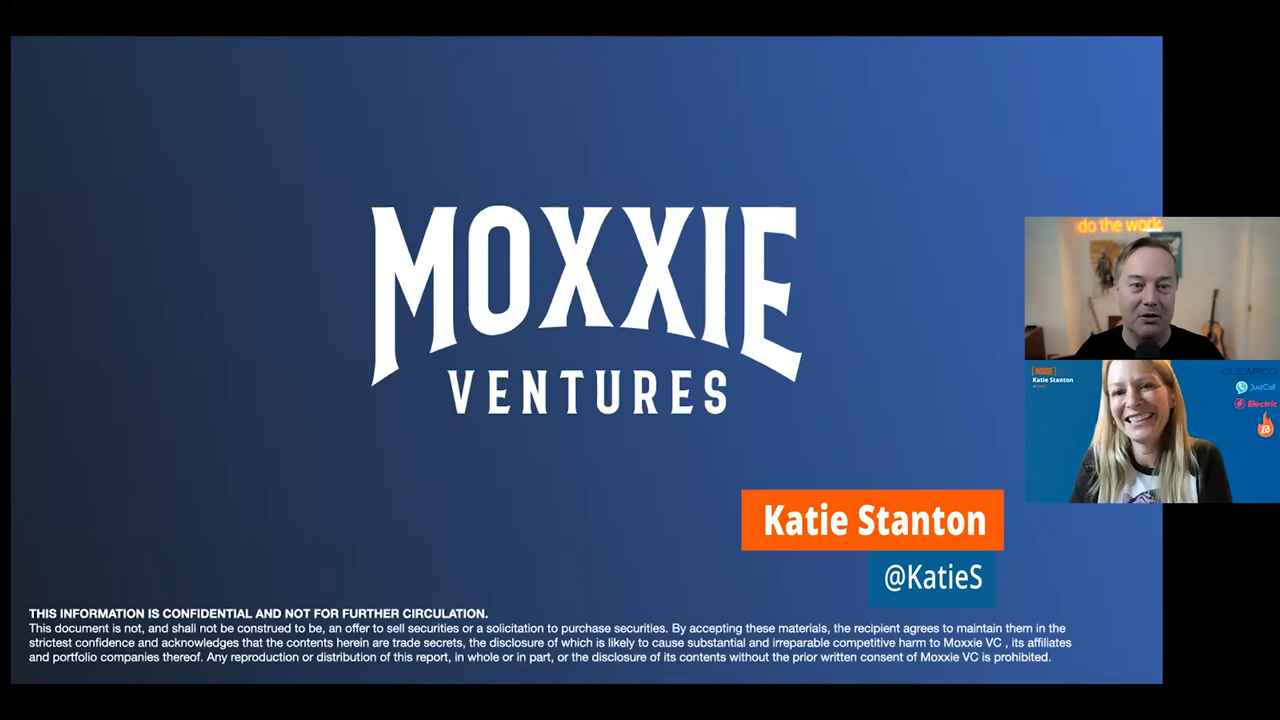 MOXXIE
VENTURES
do the work
[INSIDE]
Katie Stanton
CLEARCO
JustCall
Electric
Katie Stanton
@KatieS
THIS INFORMATION IS CONFIDENTIAL AND NOT FOR FURTHER CIRCULATION.
This document is not, and shall not be construed to be, an offer to sell securities or a solicitation to purchase securities. By accepting these materials, the recipient agrees to maintain them in the
strictest confidence and acknowledges that the contents herein are trade secrets, the disclosure of which is likely to cause substantial and irreparable competitive harm to Moxxie VC , its affiliates
and portfolio companies thereof. Any reproduction or distribution of this report, in whole or in part, or the disclosure of its contents without the prior written consent of Moxxie VC is prohibited.